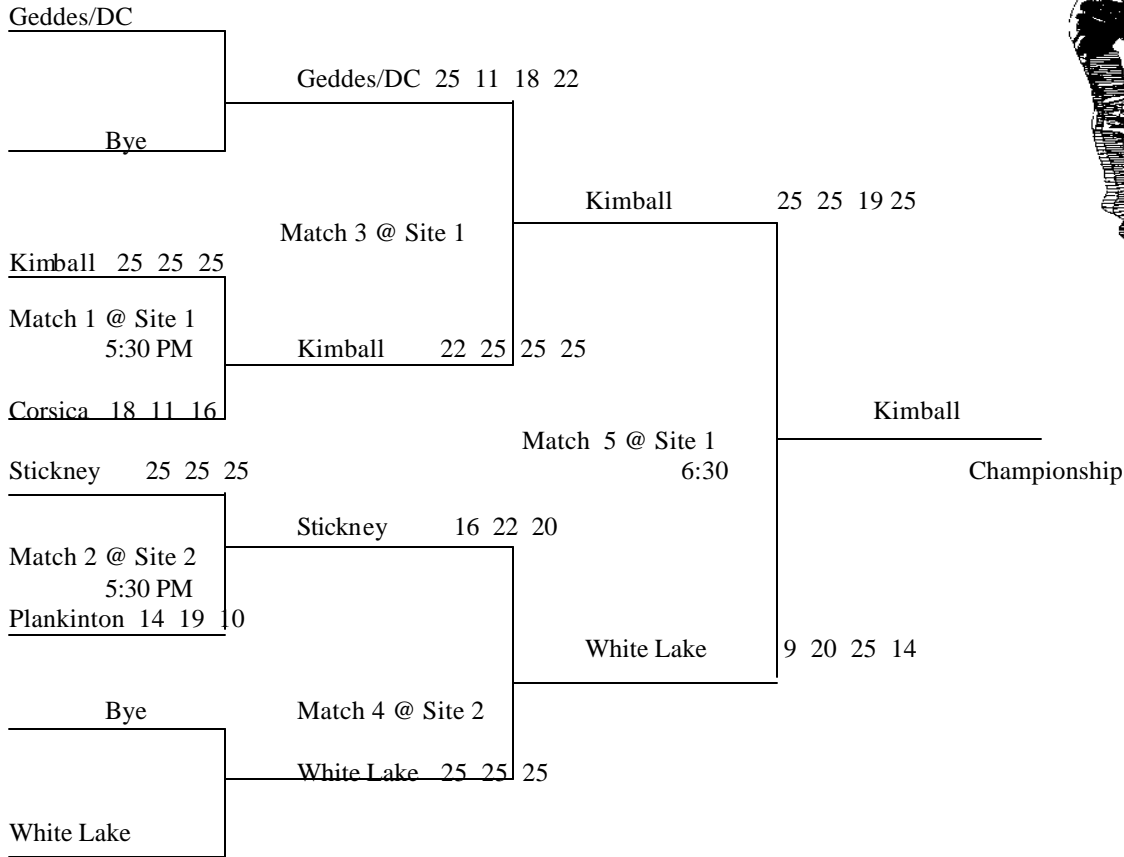 Geddes/DC
Geddes/DC 25 11 18 22
Bye
Kimball 25 25 19 25
Match 3 @ Site 1
Kimball 25 25 25
Match 1 @ Site 1
5:30 PM
Kimball 22 25 25 25
Corsica 18 11 16
Kimball
Match 5 @ Site 1
6:30
Championship
Stickney 25 25 25
Stickney 16 22 20
Match 2 @ Site 2
5:30 PM
Plankinton 14 19 10
White Lake 9 20 25 14
Bye
Match 4 @ Site 2
White Lake 25 25 25
White Lake